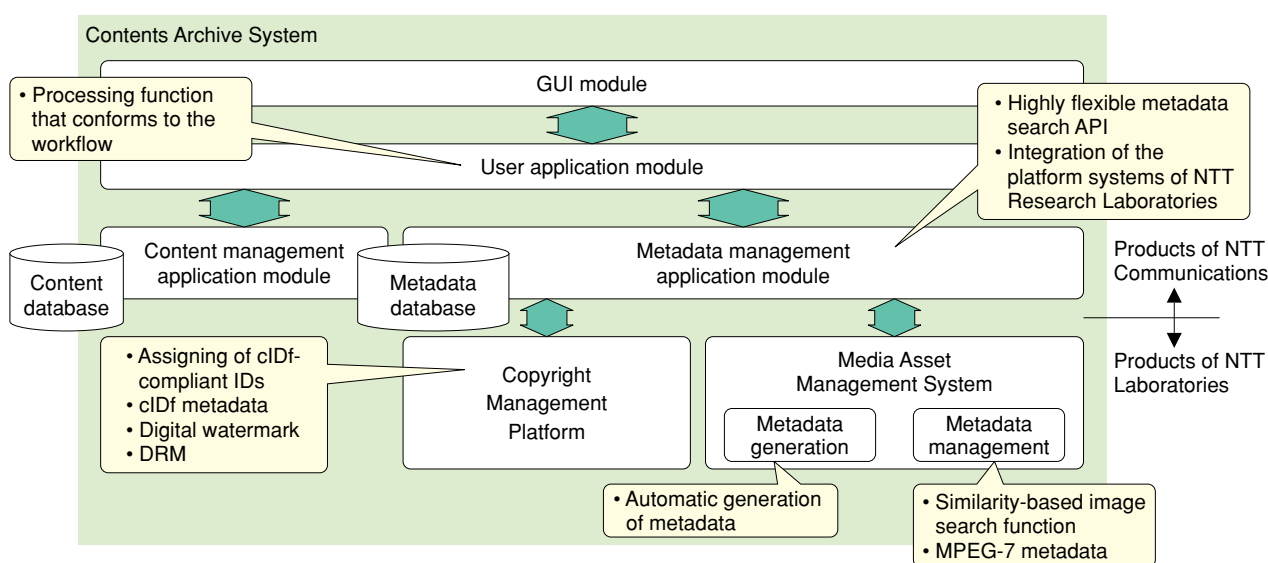 Contents Archive System
GUI module
• Processing function
that conforms to the
workflow
• Highly flexible metadata
search API
• Integration of the
platform systems of NTT
Research Laboratories
User application module
Content management
application module
Metadata management
application module
Content
database
Metadata
database
Products of NTT
Communications
Products of NTT
Laboratories
• Assigning of cIDf-
compliant IDs
• cIDf metadata
• Digital watermark
• DRM
Copyright
Management
Platform
Media Asset
Management System
Metadata
generation
Metadata
management
• Automatic generation
of metadata
• Similarity-based image
search function
• MPEG-7 metadata